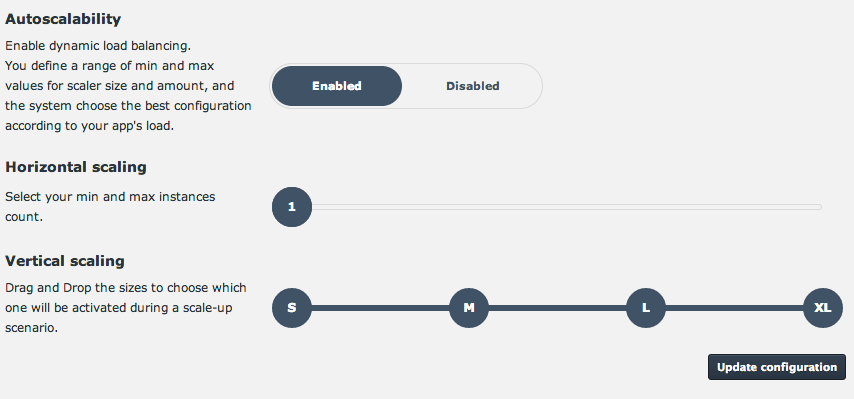 Autoscalability
Enable dynamic load balancing.
You define a range of min and max
values for scaler size and amount, and
the system choose the best configuration
according to your app's load.
Enabled
Disabled
Horizontal scaling
Select your min and max instances
count.
1
Vertical scaling
Drag and Drop the sizes to choose which
one will be activated during a scale-up
scenario.
S M L XL
Update configuration